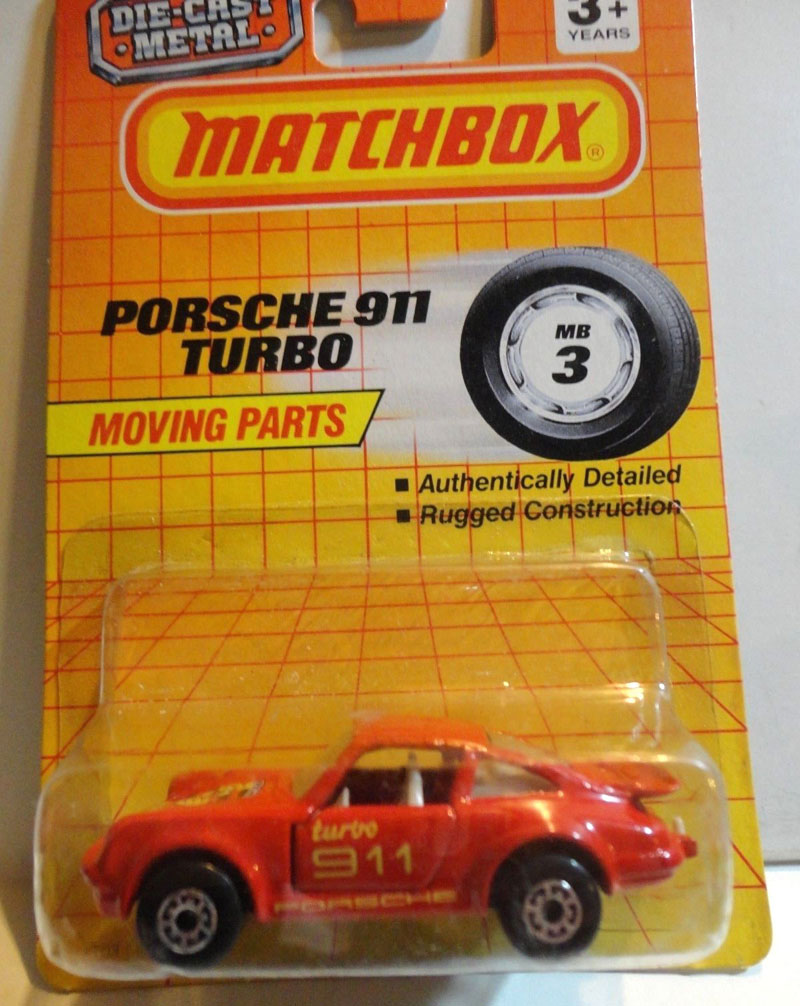 DIE-CAST
METAL
3+
YEARS
MATCHBOX®
PORSCHE 911
TURBO
MB
3
MOVING PARTS
■ Authentically Detailed
■ Rugged Construction
turbo
911
PORSCHE